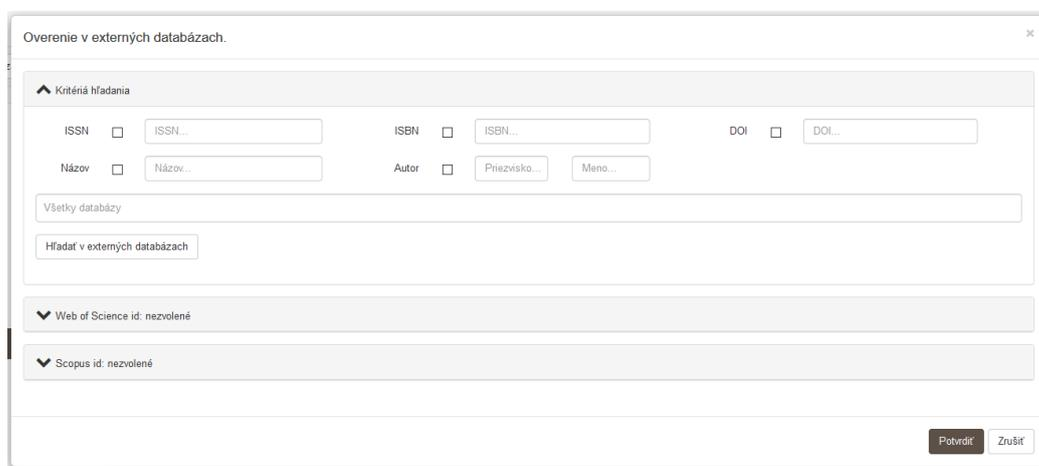 Overenie v externých databázach.
×
Kritériá hľadania
ISSN ISSN... ISBN ISBN... DOI DOI...
Názov Názov... Autor Priezvisko... Meno...
Všetky databázy
Hľadať v externých databázach
Web of Science id: nezvolené
Scopus id: nezvolené
Potvrdiť Zrušiť